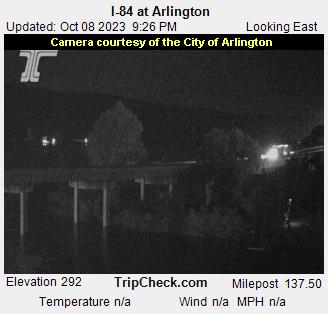 I-84 at Arlington
Updated: Oct 08 2023 9:26 PM Looking East
Camera courtesy of the City of Arlington
Elevation 292 TripCheck.com Milepost 137.50
Temperature n/a Wind n/a MPH n/a